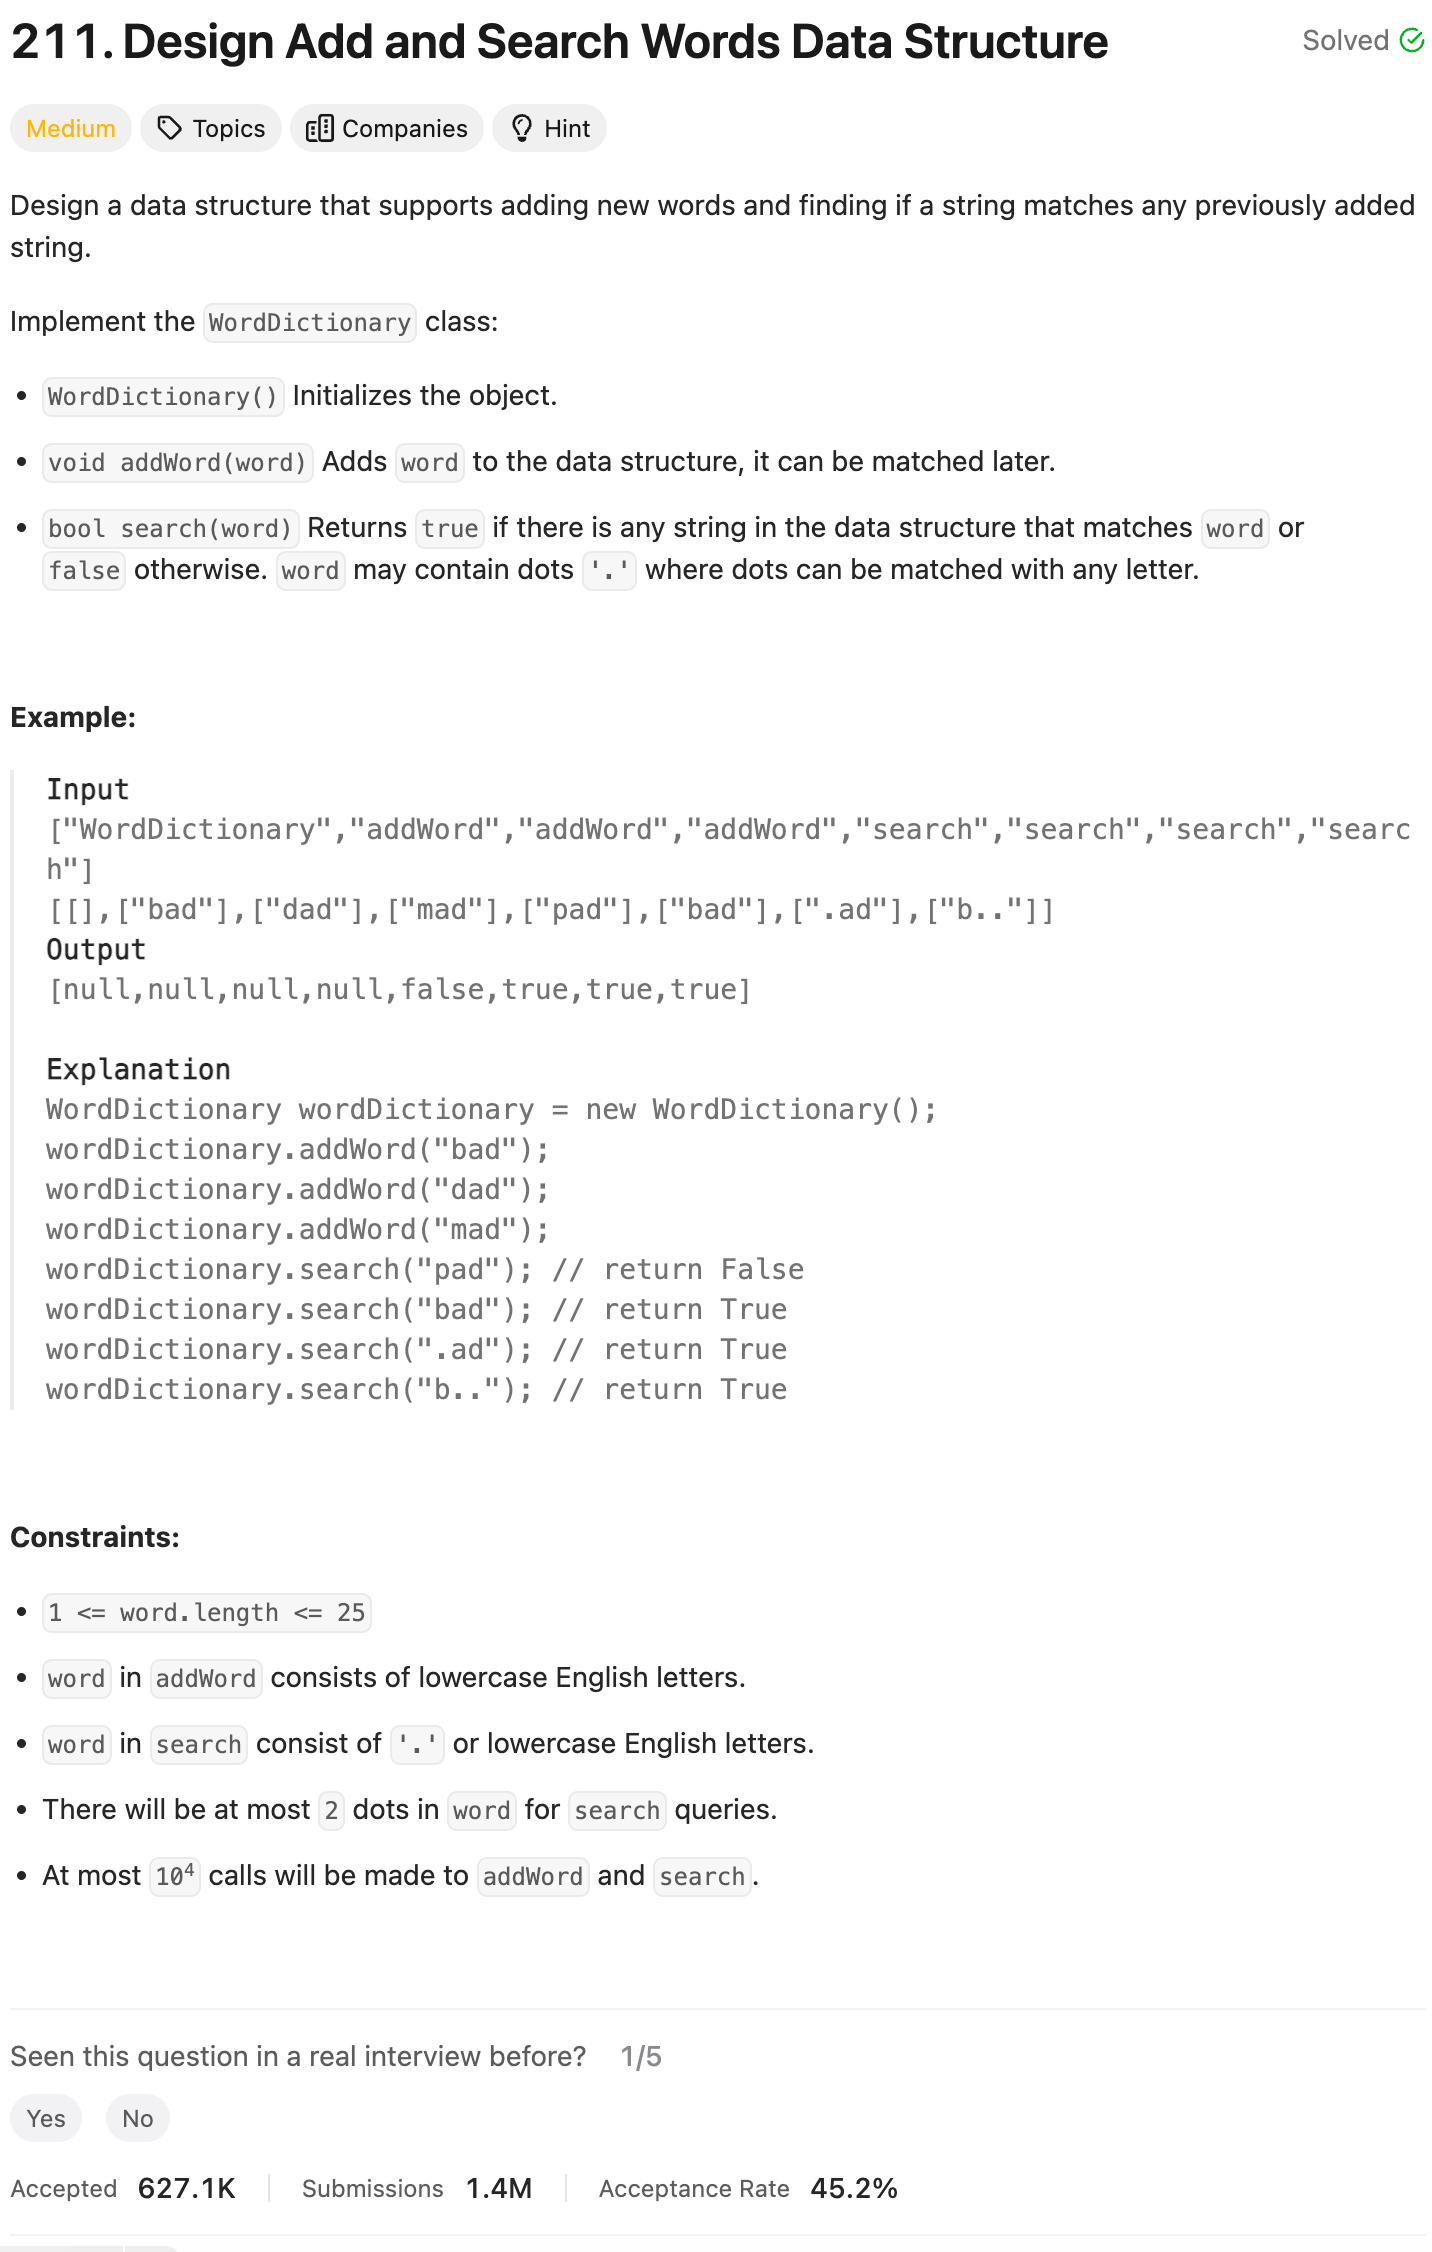 211. Design Add and Search Words Data Structure
Solved
Medium
Topics
Companies
Hint
Design a data structure that supports adding new words and finding if a string matches any previously added
string.
Implement the WordDictionary class:
• WordDictionary() Initializes the object.
• void addWord(word) Adds word to the data structure, it can be matched later.
• bool search(word) Returns true if there is any string in the data structure that matches word or
false otherwise. word may contain dots '.' where dots can be matched with any letter.
Example:
Input
["WordDictionary","addWord","addWord","addWord","search","search","search","searc
h"]
[[],["bad"],["dad"],["mad"],["pad"],["bad"],[".ad"],["b.."]]
Output
[null,null,null,null,false,true,true,true]
Explanation
WordDictionary wordDictionary = new WordDictionary();
wordDictionary.addWord("bad");
wordDictionary.addWord("dad");
wordDictionary.addWord("mad");
wordDictionary.search("pad"); // return False
wordDictionary.search("bad"); // return True
wordDictionary.search(".ad"); // return True
wordDictionary.search("b.."); // return True
Constraints:
• 1 <= word.length <= 25
• word in addWord consists of lowercase English letters.
• word in search consist of '.' or lowercase English letters.
• There will be at most 2 dots in word for search queries.
• At most 10⁴ calls will be made to addWord and search.
Seen this question in a real interview before? 1/5
Yes No
Accepted 627.1K Submissions 1.4M Acceptance Rate 45.2%